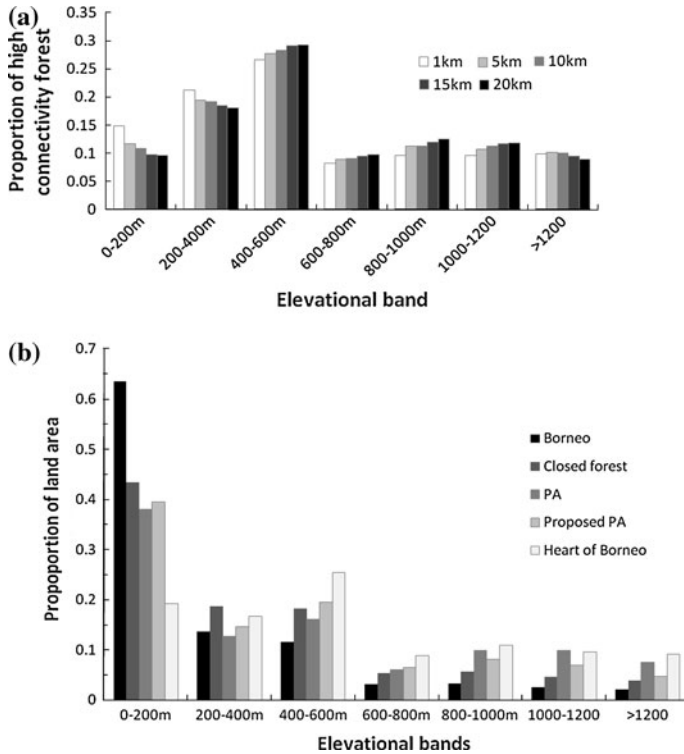 (a)
Proportion of high
connectivity forest
0.35
0.3
0.25
0.2
0.15
0.1
0.05
0
1km 5km 10km
15km 20km
0-200m
200-400m
400-600m
600-800m
800-1000m
1000-1200
>1200
Elevational band
(b)
Propoportion of land area
0.7
0.6
0.5
0.4
0.3
0.2
0.1
0
Borneo
Closed forest
PA
Proposed PA
Heart of Borneo
0-200m 200-400m 400-600m 600-800m 800-1000m 1000-1200 >1200
Elevational bands